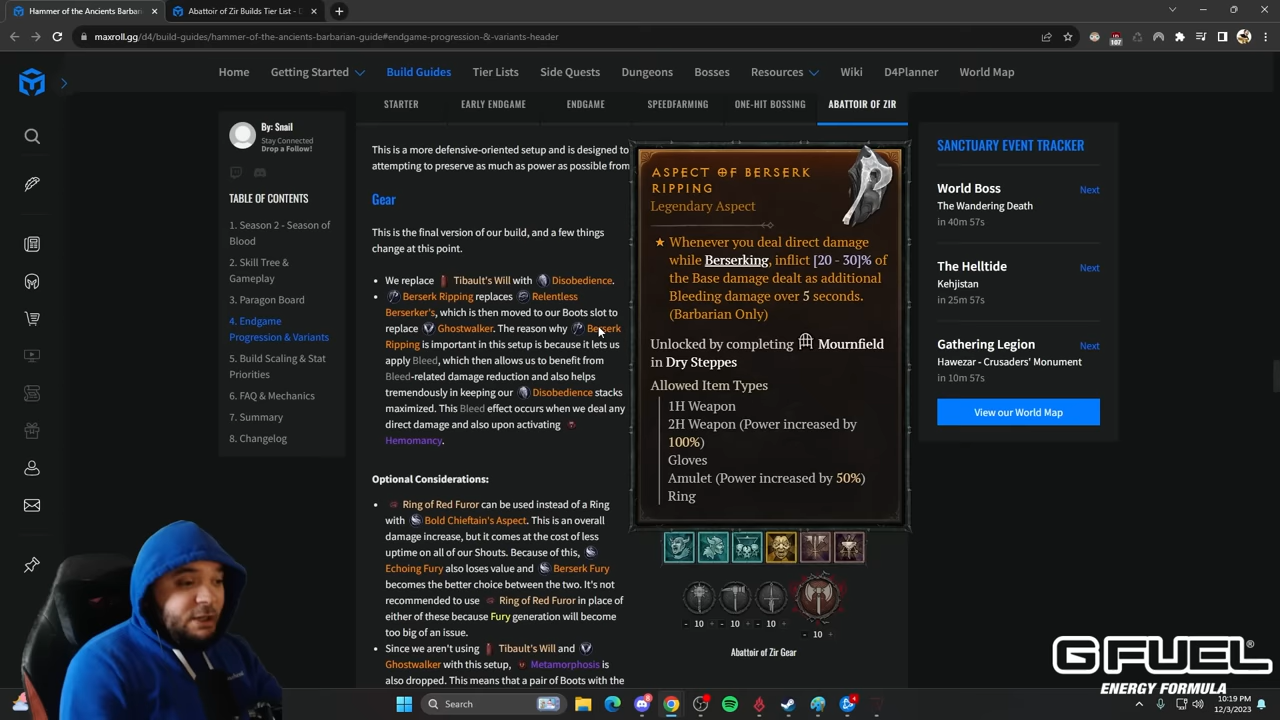 Hammer of the Ancients Barbari
Abattoir of Zir Builds Tier List - D
maxroll.gg/d4/build-guides/hammer-of-the-ancients-barbarian-guide#endgame-progression-&-variants-header
107
Home
Getting Started
Build Guides
Tier Lists
Side Quests
Dungeons
Bosses
Resources
Wiki
D4Planner
World Map
By: Snail
Stay Connected
Drop a Follow!
TABLE OF CONTENTS
1. Season 2 - Season of
Blood
2. Skill Tree &
Gameplay
3. Paragon Board
4. Endgame
Progression & Variants
5. Build Scaling & Stat
Priorities
6. FAQ & Mechanics
7. Summary
8. Changelog
STARTER
EARLY ENDGAME
ENDGAME
SPEEDFARMING
ONE-HIT BOSSING
ABATTOIR OF ZIR
This is a more defensive-oriented setup and is designed to
attempting to preserve as much as power as possible from
Gear
This is the final version of our build, and a few things
change at this point.
We replace Tibault's Will with Disobedience.
Berserk Ripping replaces Relentless
Berserker's, which is then moved to our Boots slot to
replace Ghostwalker. The reason why Berserk
Ripping is important in this setup is because it lets us
apply Bleed, which then allows us to benefit from
Bleed-related damage reduction and also helps
tremendously in keeping our Disobedience stacks
maximized. This Bleed effect occurs when we deal any
direct damage and also upon activating
Hemomancy.
Optional Considerations:
Ring of Red Furor can be used instead of a Ring
with Bold Chieftain's Aspect. This is an overall
damage increase, but it comes at the cost of less
uptime on all of our Shouts. Because of this,
Echoing Fury also loses value and Berserk Fury
becomes the better choice between the two. It's not
recommended to use Ring of Red Furor in place of
either of these because Fury generation will become
too big of an issue.
Since we aren't using Tibault's Will and
Ghostwalker with this setup, Metamorphosis is
also dropped. This means that a pair of Boots with the
ASPECT OF BERSERK
RIPPING
Legendary Aspect
★ Whenever you deal direct damage
while Berserking, inflict [20 - 30]% of
the Base damage dealt as additional
Bleeding damage over 5 seconds.
(Barbarian Only)
Unlocked by completing Mournfield
in Dry Steppes
Allowed Item Types
1H Weapon
2H Weapon (Power increased by
100%)
Gloves
Amulet (Power increased by 50%)
Ring
- 10 + - 10 + - 10 + - 10 +
Abattoir of Zir Gear
SANCTUARY EVENT TRACKER
World Boss
Next
The Wandering Death
in 40m 57s
The Helltide
Next
Kehjistan
in 25m 57s
Gathering Legion
Next
Hawezar - Crusaders' Monument
in 10m 57s
View our World Map
G FUEL
ENERGY FORMULA
Search
10:19 PM
12/3/2023